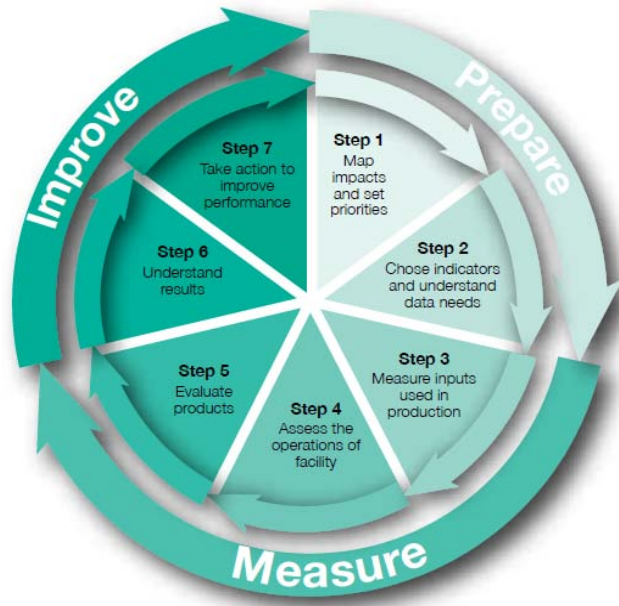 Improve
Prepare
Measure
Step 1
Map
impacts
and set
priorities
Step 2
Chose indicators
and understand
data needs
Step 3
Measure inputs
used in
production
Step 4
Assess the
operations of
facility
Step 5
Evaluate
products
Step 6
Understand
results
Step 7
Take action to
improve
performance